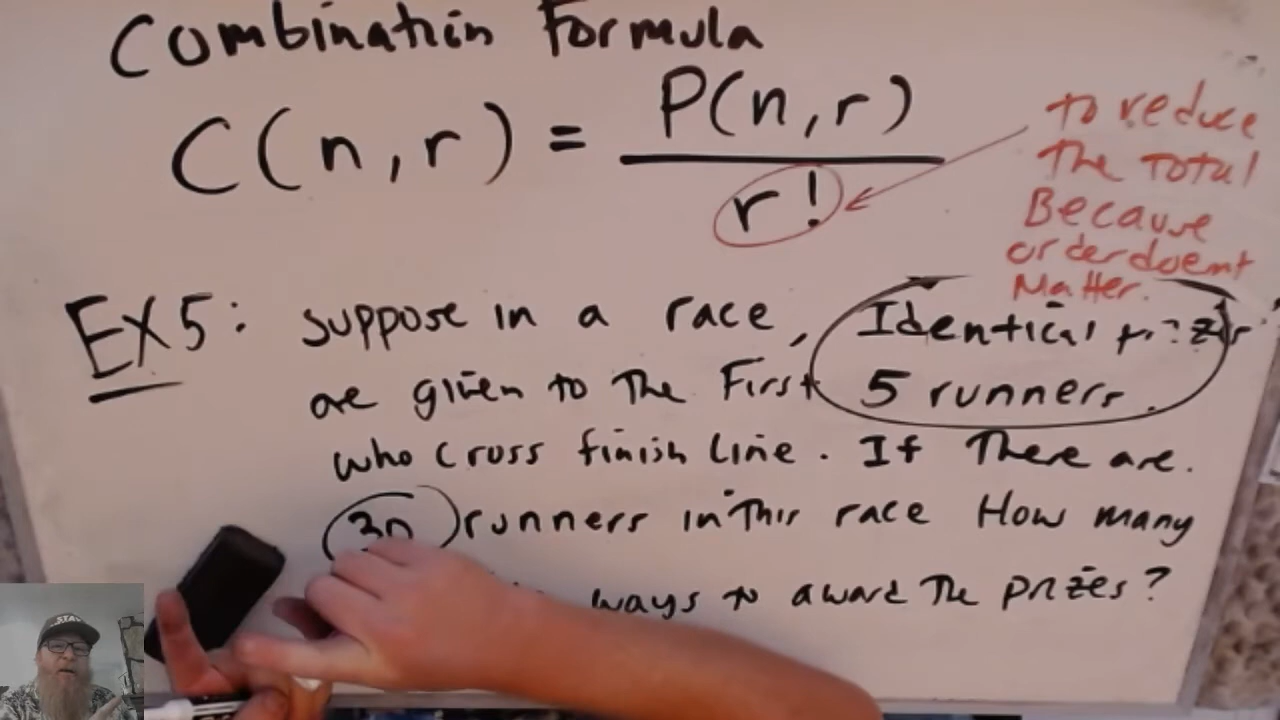 Combination Formula
C(n,r) = P(n,r)
r!
to reduce
The Total
Because
order doesnt
Matter.
EX5: suppose in a race, Identical
are given to The First 5 runners.
who cross finish Line. If There are.
30 runners in This race How many
ways to award The prizes?